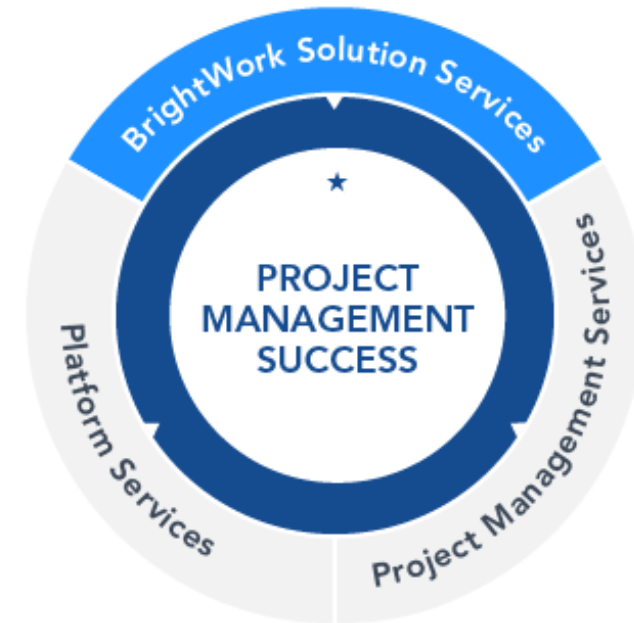 BrightWork Solution Services
PROJECT
MANAGEMENT
SUCCESS
Platform Services
Project Management Services